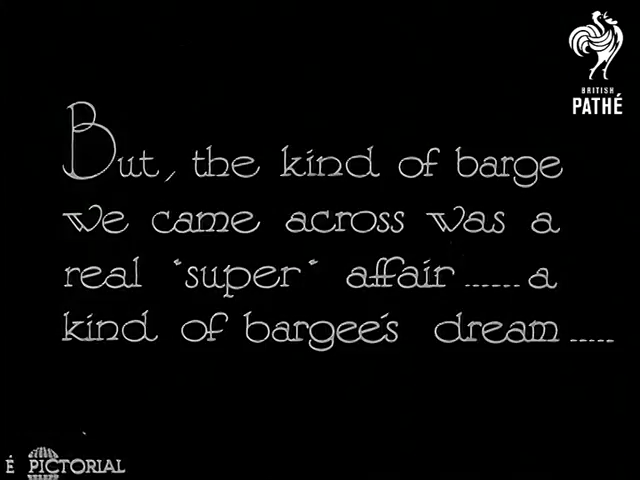 BRITISH
PATHÉ
But, the kind of barge
we came across was a
real "super" affair ...... a
kind of bargee's dream .....
É PICTORIAL